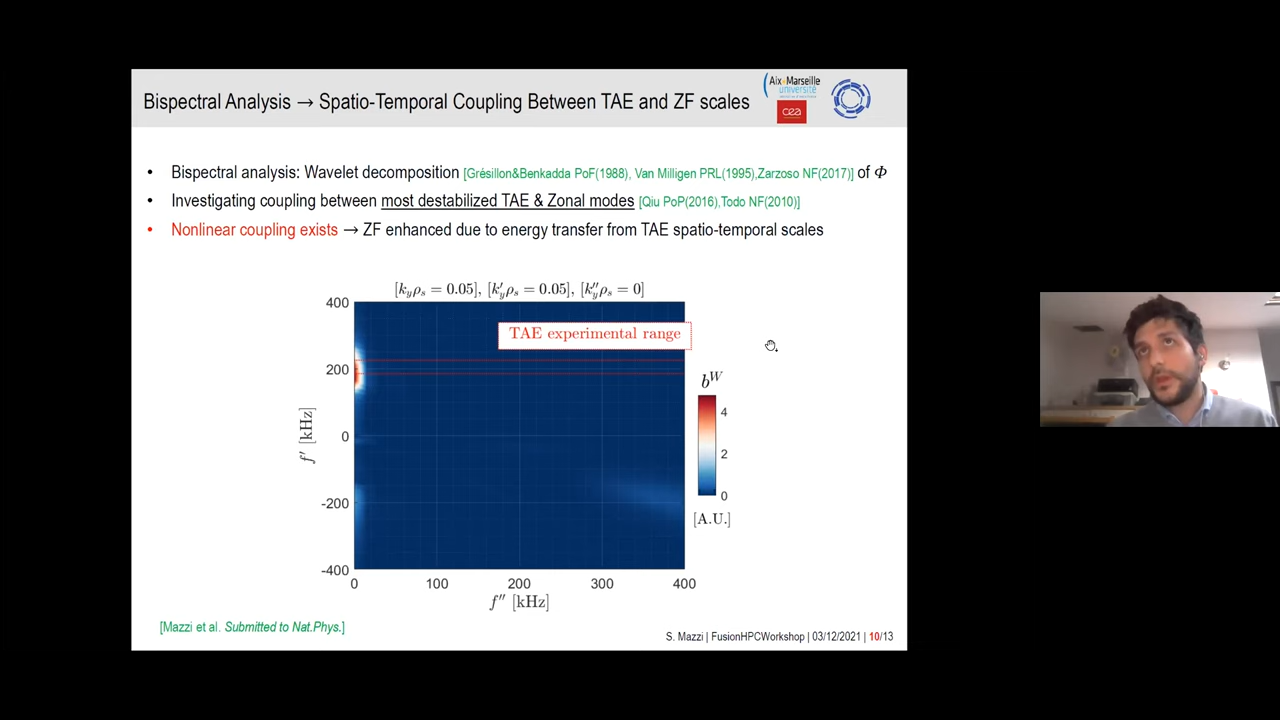 Bispectral Analysis → Spatio-Temporal Coupling Between TAE and ZF scales
Aix*Marseille
université
cea
• Bispectral analysis: Wavelet decomposition [Grésillon&Benkadda PoF(1988), Van Milligen PRL(1995),Zarzoso NF(2017)] of Φ
• Investigating coupling between most destabilized TAE & Zonal modes [Qiu PoP(2016),Todo NF(2010)]
• Nonlinear coupling exists → ZF enhanced due to energy transfer from TAE spatio-temporal scales
[k_yρ_s = 0.05], [k′_yρ_s = 0.05], [k″_yρ_s = 0]
TAE experimental range
400
200
0
-200
-400
f′ [kHz]
0 100 200 300 400
f″ [kHz]
b^W
4
2
0
[A.U.]
[Mazzi et al. Submitted to Nat.Phys.]
S. Mazzi | FusionHPCWorkshop | 03/12/2021 | 10/13